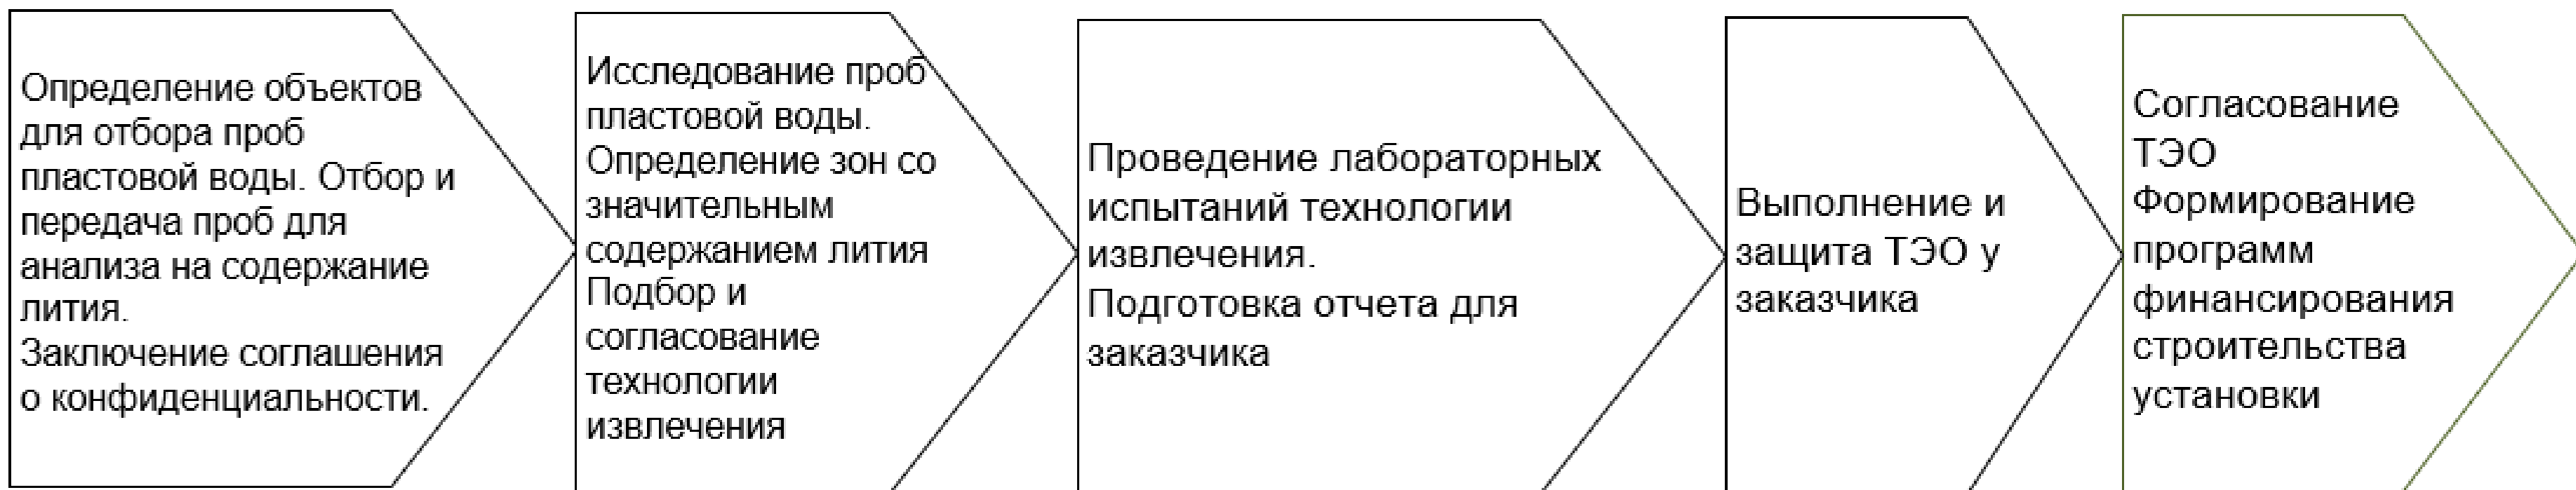 Определение объектов
для отбора проб
пластовой воды. Отбор и
передача проб для
анализа на содержание
лития.
Заключение соглашения
о конфиденциальности.
Исследование проб
пластовой воды.
Определение зон со
значительным
содержанием лития
Подбор и
согласование
технологии
извлечения
Проведение лабораторных
испытаний технологии
извлечения.
Подготовка отчета для
заказчика
Выполнение и
защита ТЭО у
заказчика
Согласование
ТЭО
Формирование
программ
финансирования
строительства
установки